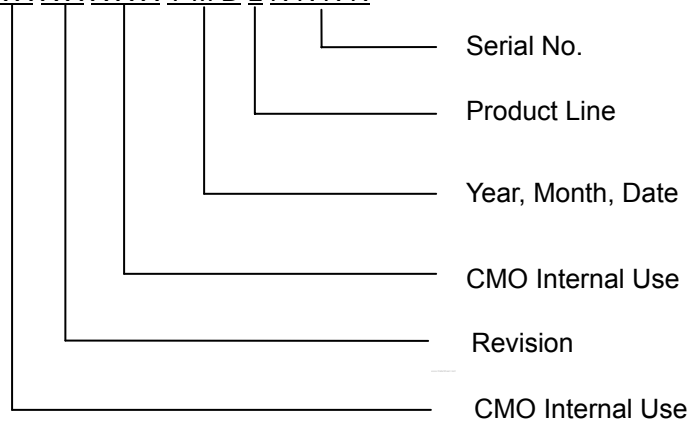 Serial No.
Product Line
Year, Month, Date
CMO Internal Use
Revision
CMO Internal Use